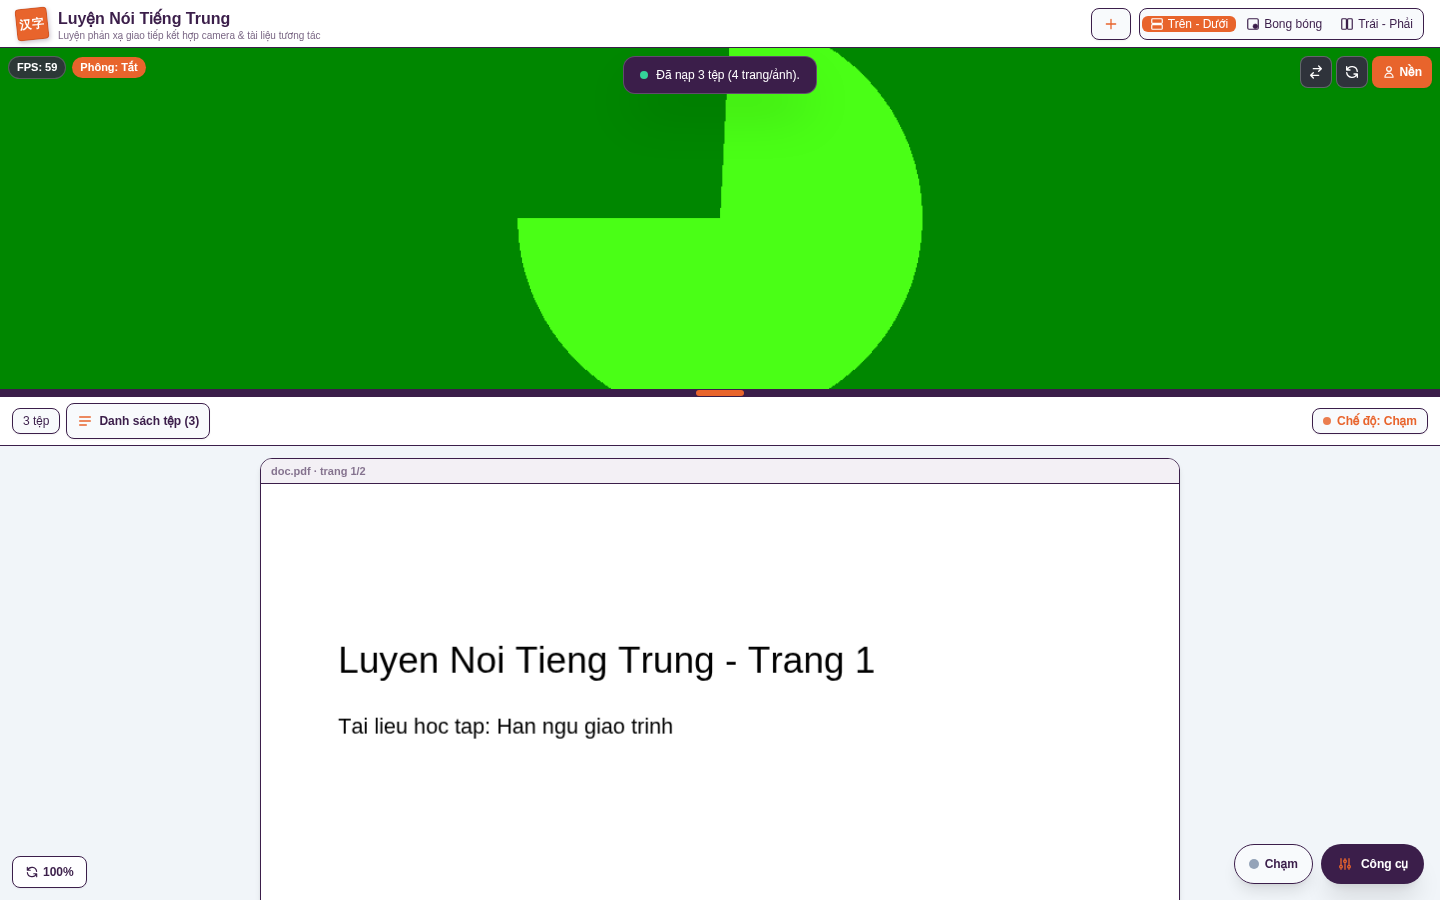 汉字
Luyện Nói Tiếng Trung
Luyện phản xạ giao tiếp kết hợp camera & tài liệu tương tác
Trên - Dưới
Bong bóng
Trái - Phải
FPS: 59
Phông: Tắt
Đã nạp 3 tệp (4 trang/ảnh).
Nền
3 tệp
Danh sách tệp (3)
Chế độ: Chạm
doc.pdf · trang 1/2
Luyen Noi Tieng Trung - Trang 1
Tai lieu hoc tap: Han ngu giao trinh
100%
Chạm
Công cụ